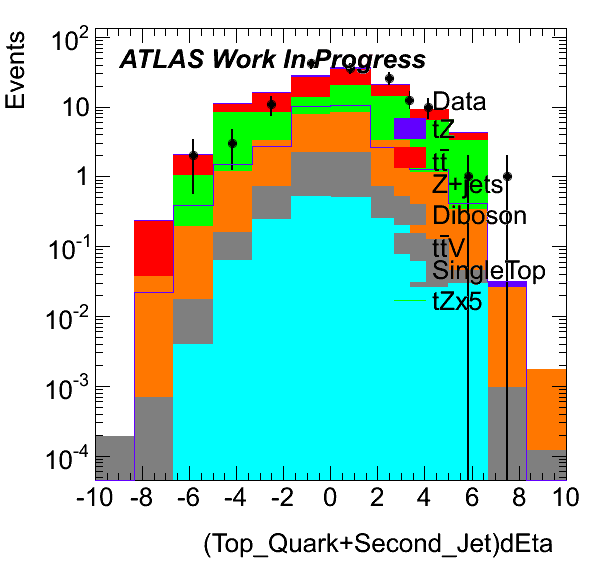 Events
10²
10
1
10⁻¹
10⁻²
10⁻³
10⁻⁴
ATLAS Work In Progress
Data
tZ
tt̄
Z+jets
Diboson
tt̄V
SingleTop
tZx5
-10 -8 -6 -4 -2 0 2 4 6 8 10
(Top_Quark+Second_Jet)dEta